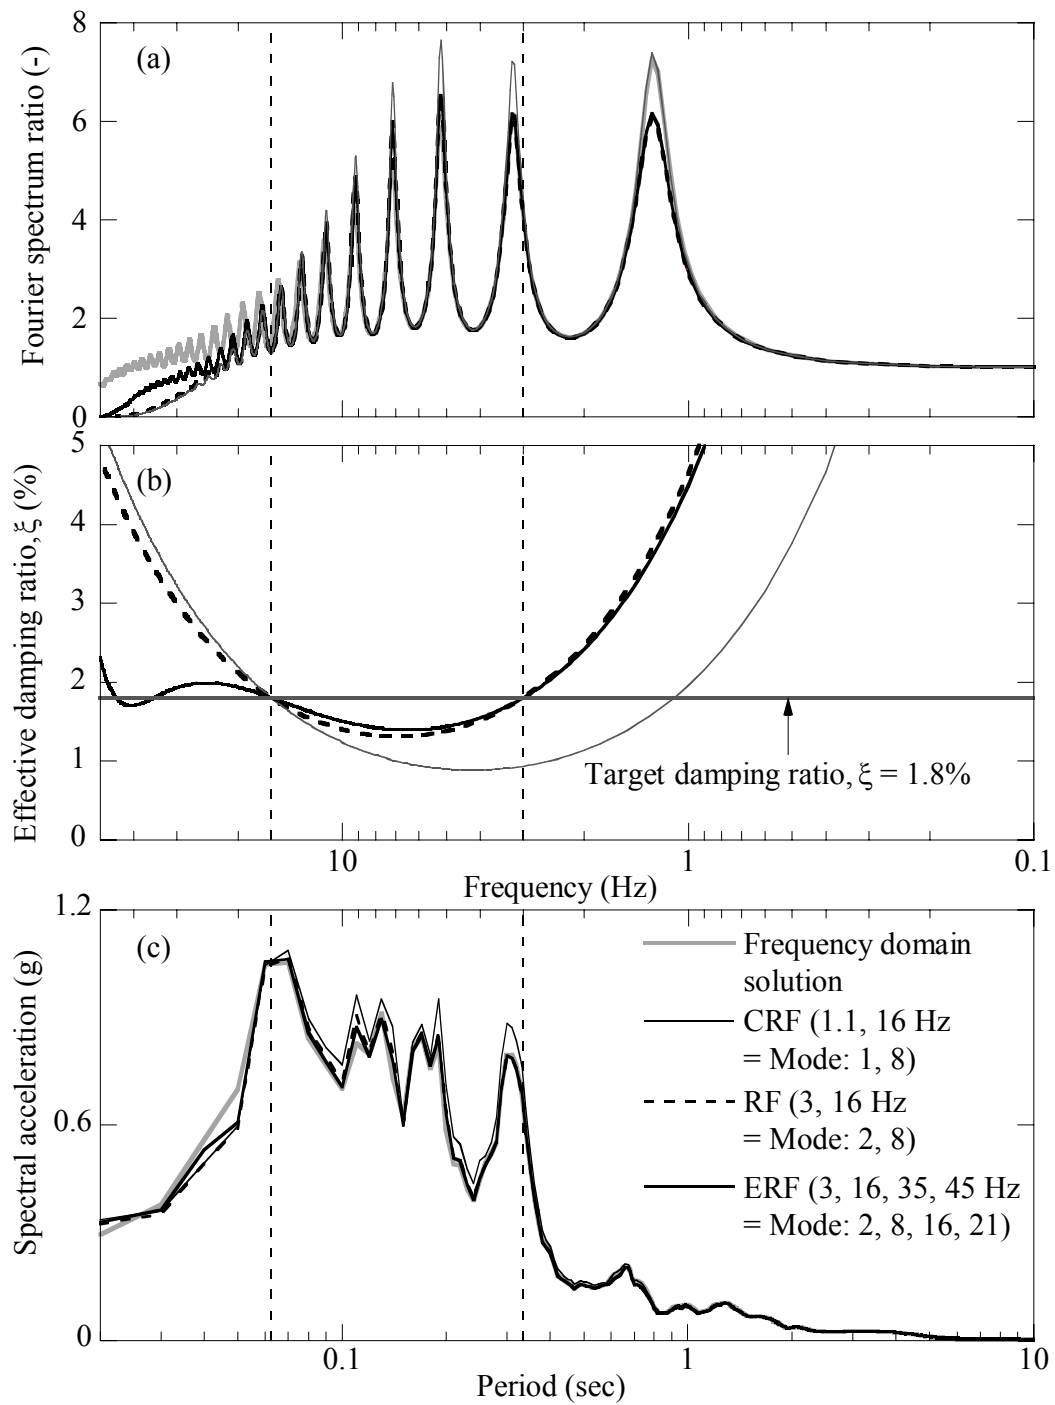 8
(a)
6
4
2
0
Fourier spectrum ratio (-)
5
(b)
4
3
2
1
0
Effective damping ratio, ξ (%)
Target damping ratio, ξ = 1.8%
10
1
0.1
Frequency (Hz)
1.2
(c)
0.6
0
Spectral acceleration (g)
Frequency domain
solution
CRF (1.1, 16 Hz
= Mode: 1, 8)
RF (3, 16 Hz
= Mode: 2, 8)
ERF (3, 16, 35, 45 Hz
= Mode: 2, 8, 16, 21)
0.1
1
10
Period (sec)